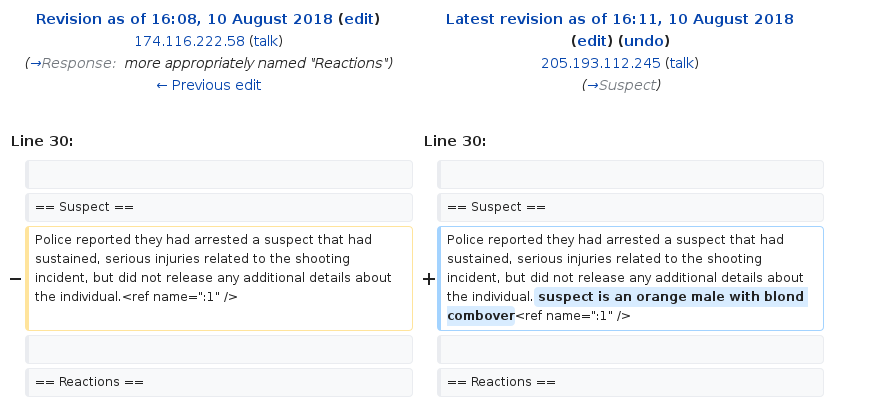 Revision as of 16:08, 10 August 2018 (edit)
174.116.222.58 (talk)
(→Response: more appropriately named "Reactions")
← Previous edit
Latest revision as of 16:11, 10 August 2018
(edit) (undo)
205.193.112.245 (talk)
(→Suspect)
Line 30:
Line 30:
== Suspect ==
== Suspect ==
− Police reported they had arrested a suspect that had
sustained, serious injuries related to the shooting
incident, but did not release any additional details about
the individual.<ref name=":1" />
+ Police reported they had arrested a suspect that had
sustained, serious injuries related to the shooting
incident, but did not release any additional details about
the individual. suspect is an orange male with blond
combover<ref name=":1" />
== Reactions ==
== Reactions ==